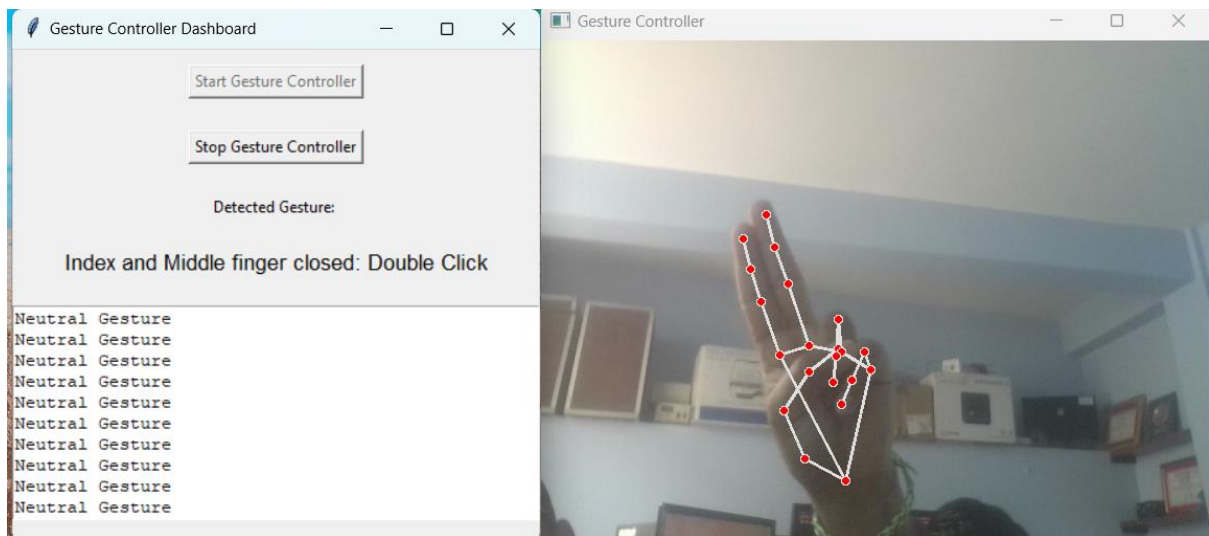 Gesture Controller Dashboard
Start Gesture Controller
Stop Gesture Controller
Detected Gesture:
Index and Middle finger closed: Double Click
Neutral Gesture
Neutral Gesture
Neutral Gesture
Neutral Gesture
Neutral Gesture
Neutral Gesture
Neutral Gesture
Neutral Gesture
Neutral Gesture
Neutral Gesture
Gesture Controller